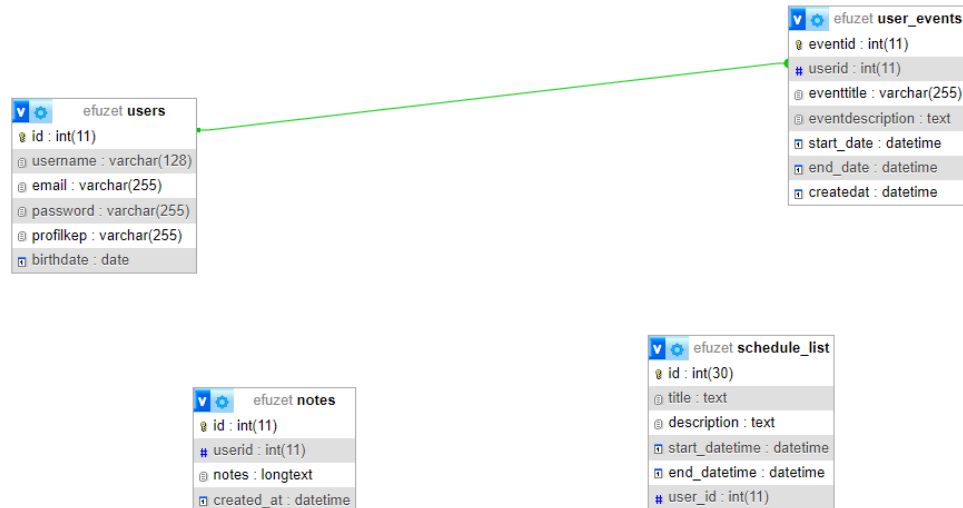 efuzet users
id : int(11)
username : varchar(128)
email : varchar(255)
password : varchar(255)
profilkep : varchar(255)
birthdate : date
efuzet user_events
eventid : int(11)
userid : int(11)
eventtitle : varchar(255)
eventdescription : text
start_date : datetime
end_date : datetime
createdat : datetime
efuzet notes
id : int(11)
userid : int(11)
notes : longtext
created_at : datetime
efuzet schedule_list
id : int(30)
title : text
description : text
start_datetime : datetime
end_datetime : datetime
user_id : int(11)